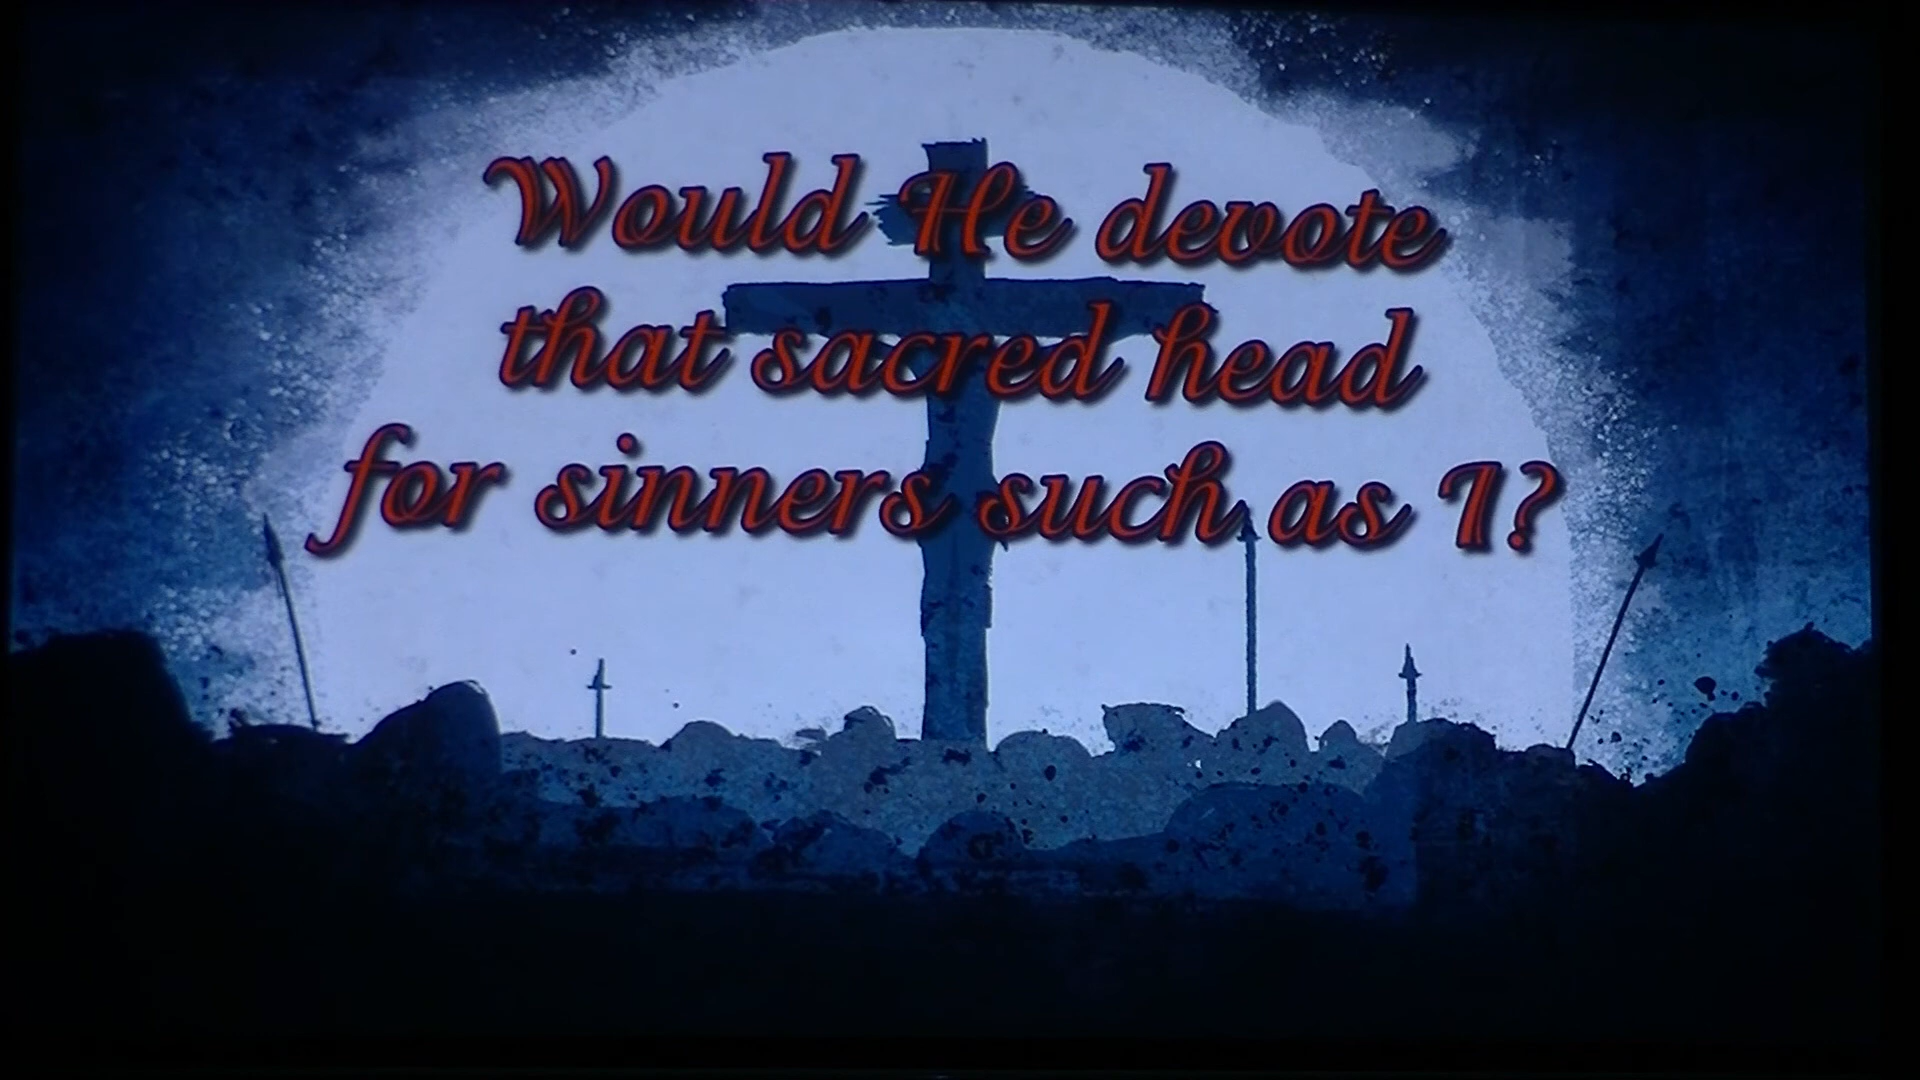 Would He devote
that sacred head
for sinners such as I?